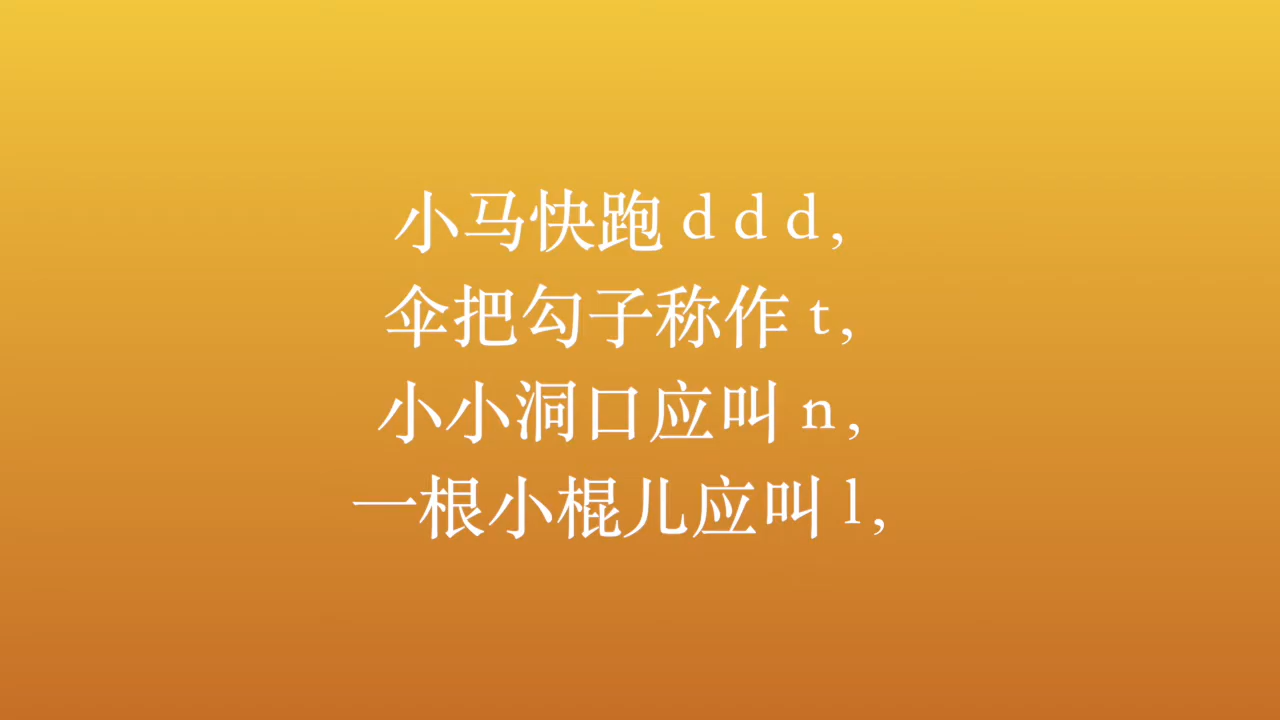 小马快跑 d d d,
伞把勾子称作 t,
小小洞口应叫 n,
一根小棍儿应叫 l,